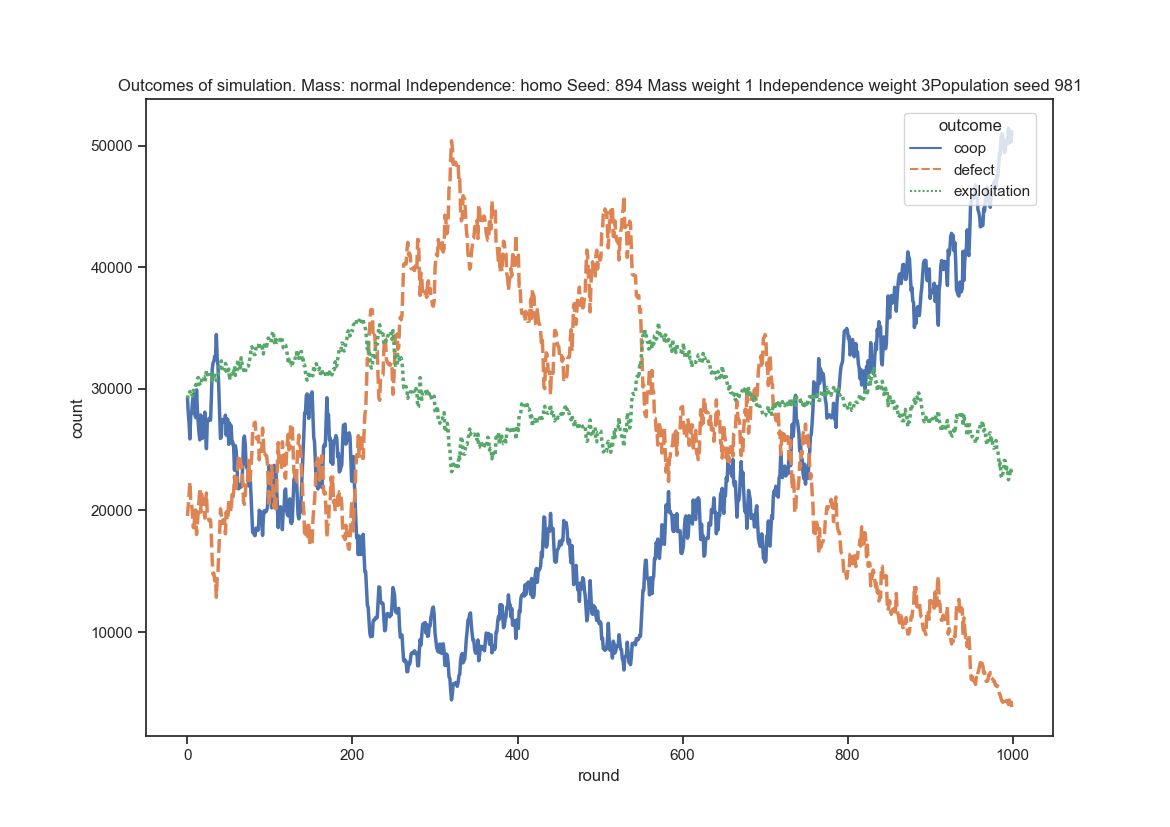 Outcomes of simulation. Mass: normal Independence: homo Seed: 894 Mass weight 1 Independence weight 3Population seed 981
outcome
coop
defect
exploitation
50000
40000
30000
20000
10000
count
0 200 400 600 800 1000
round